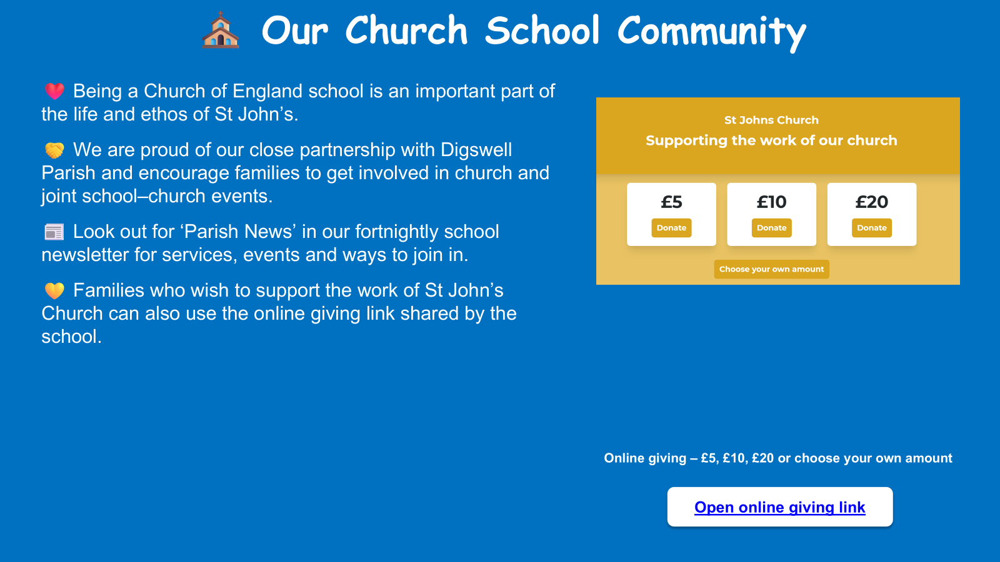 Our Church School Community
Being a Church of England school is an important part of
the life and ethos of St John’s.
We are proud of our close partnership with Digswell
Parish and encourage families to get involved in church and
joint school–church events.
Look out for ‘Parish News’ in our fortnightly school
newsletter for services, events and ways to join in.
Families who wish to support the work of St John’s
Church can also use the online giving link shared by the
school.
St Johns Church
Supporting the work of our church
£5 £10 £20
Donate Donate Donate
Choose your own amount
Online giving – £5, £10, £20 or choose your own amount
Open online giving link